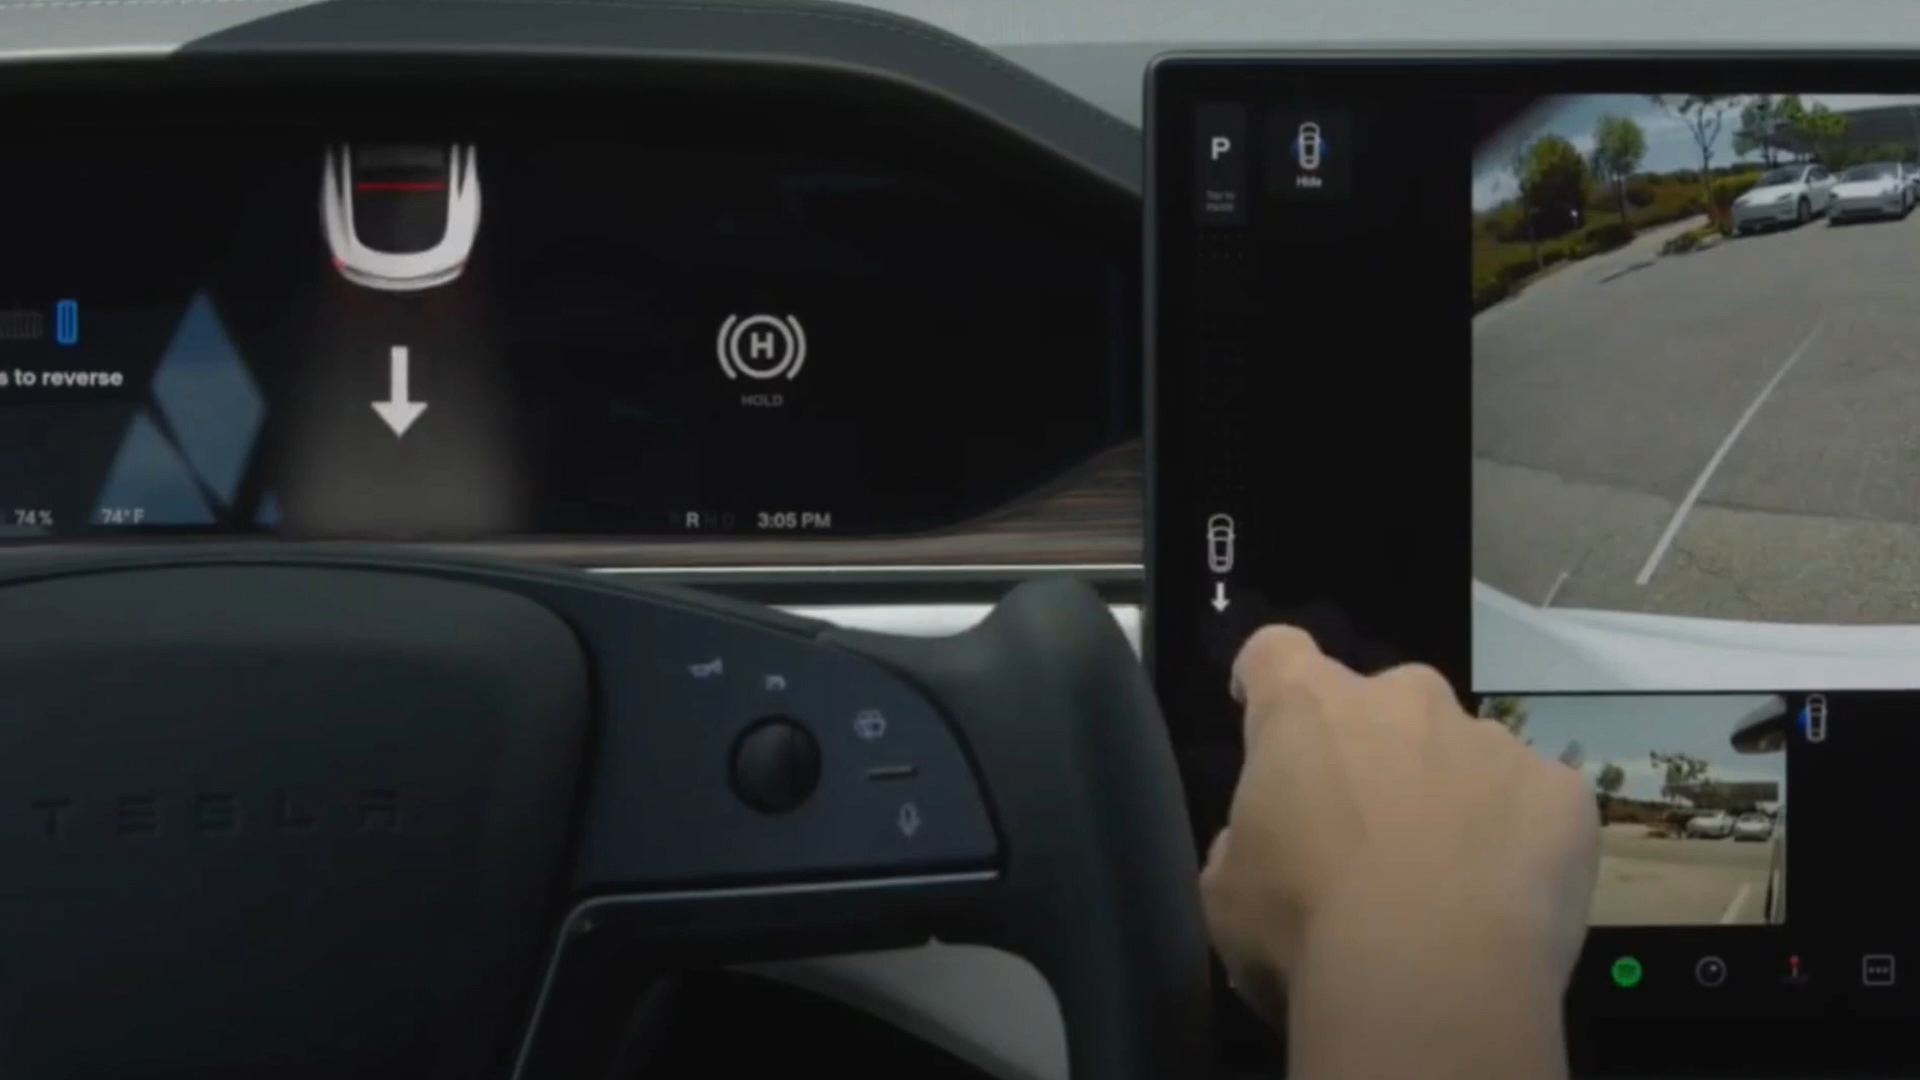 P
Hide
s to reverse
H
HOLD
74%
74°F
R N D
3:05 PM
TESLA